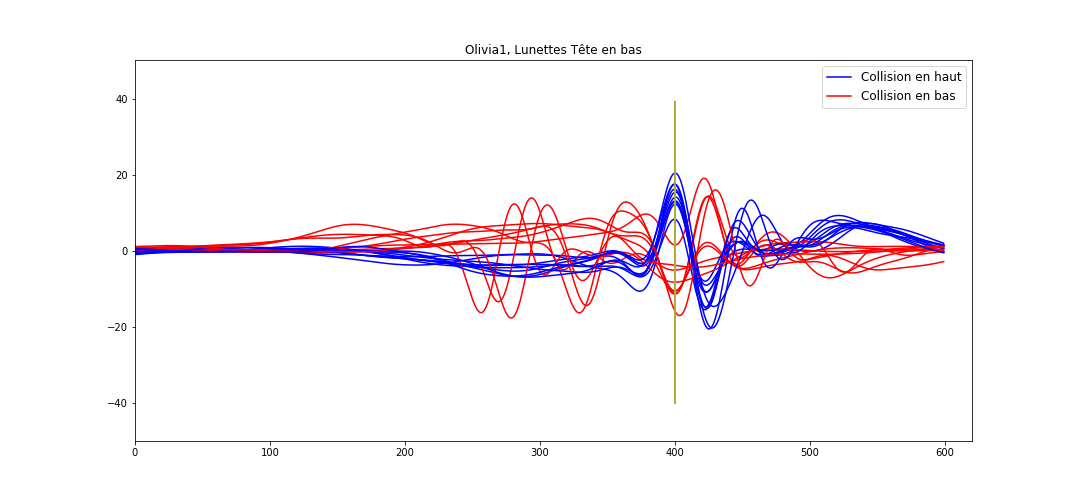 Olivia1, Lunettes Tête en bas
Collision en haut
Collision en bas
40
20
0
−20
−40
0 100 200 300 400 500 600